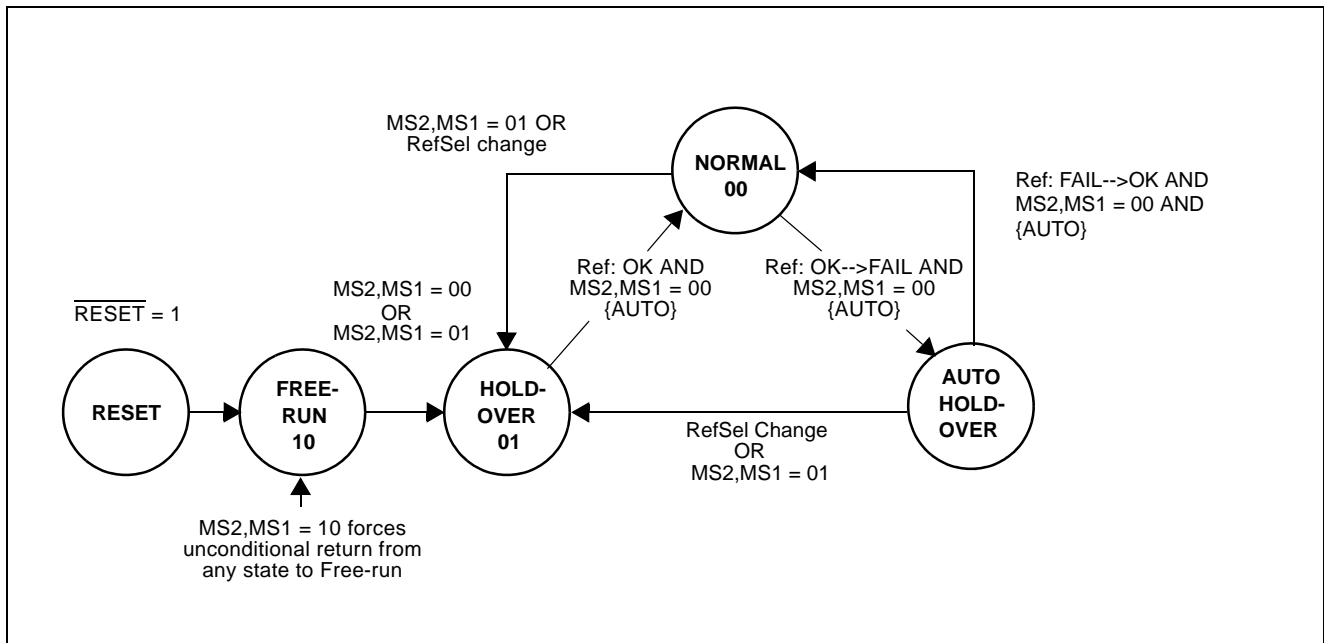 MS2,MS1 = 01 OR
RefSel change
NORMAL
00
Ref: FAIL-->OK AND
MS2,MS1 = 00 AND
{AUTO}
Ref: OK AND
MS2,MS1 = 00
{AUTO}
Ref: OK-->FAIL AND
MS2,MS1 = 00
{AUTO}
MS2,MS1 = 00
OR
MS2,MS1 = 01
RESET = 1
RESET
FREE-
RUN
10
HOLD-
OVER
01
AUTO
HOLD-
OVER
RefSel Change
OR
MS2,MS1 = 01
MS2,MS1 = 10 forces
unconditional return from
any state to Free-run